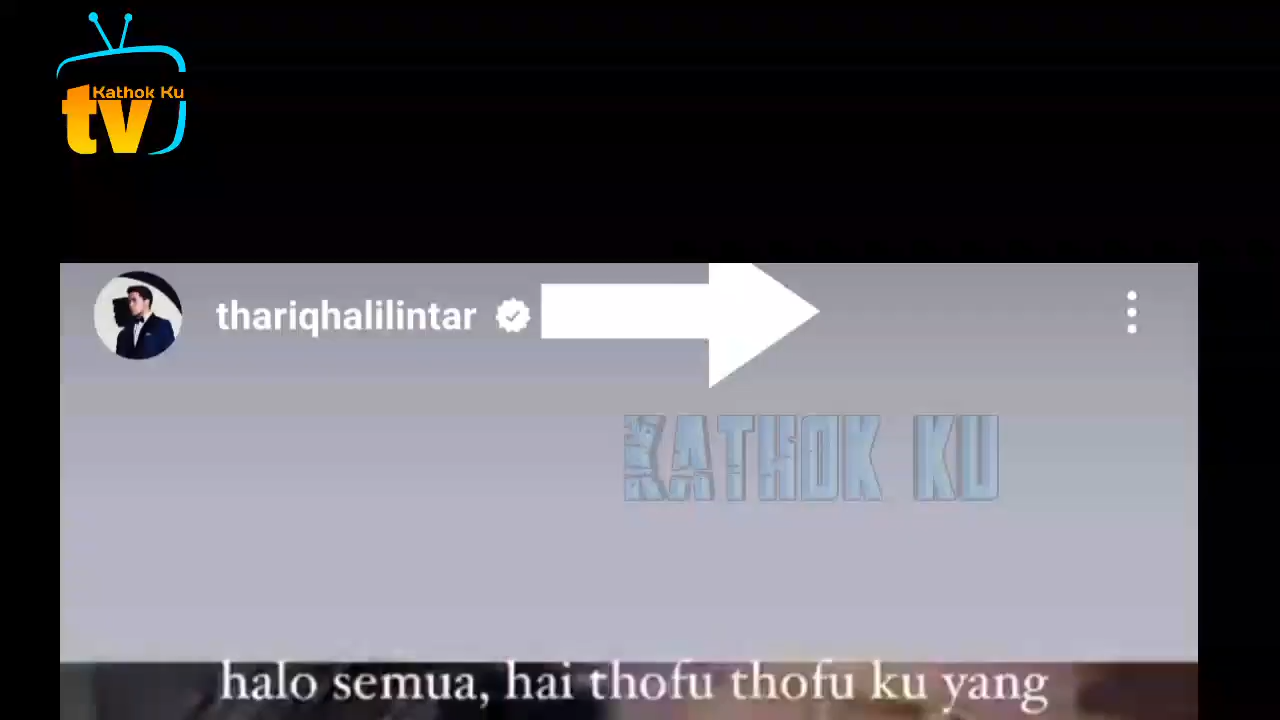 Kathok Ku
tv
thariqhalilintar
KATHOK KU
halo semua, hai thofu thofu ku yang